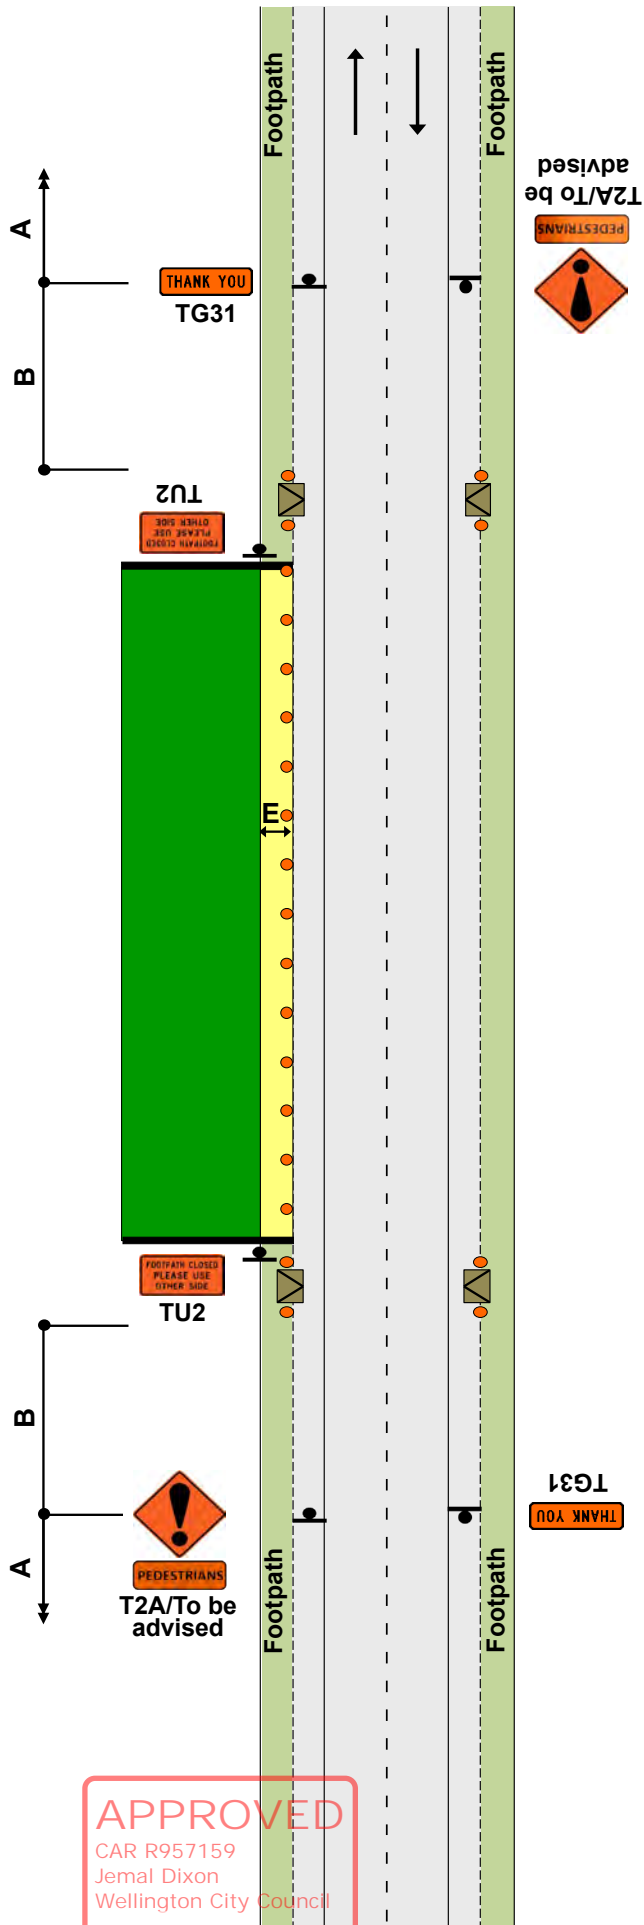 Footpath
Footpath
A
T2A/To be
advised
PEDESTRIANS
THANK YOU
TG31
B
TU2
FOOTPATH CLOSED
PLEASE USE
OTHER SIDE
E
FOOTPATH CLOSED
PLEASE USE
OTHER SIDE
TU2
B
TG31
THANK YOU
A
PEDESTRIANS
T2A/To be
advised
Footpath
Footpath
APPROVED
CAR R957159
Jemal Dixon
Wellington City Council